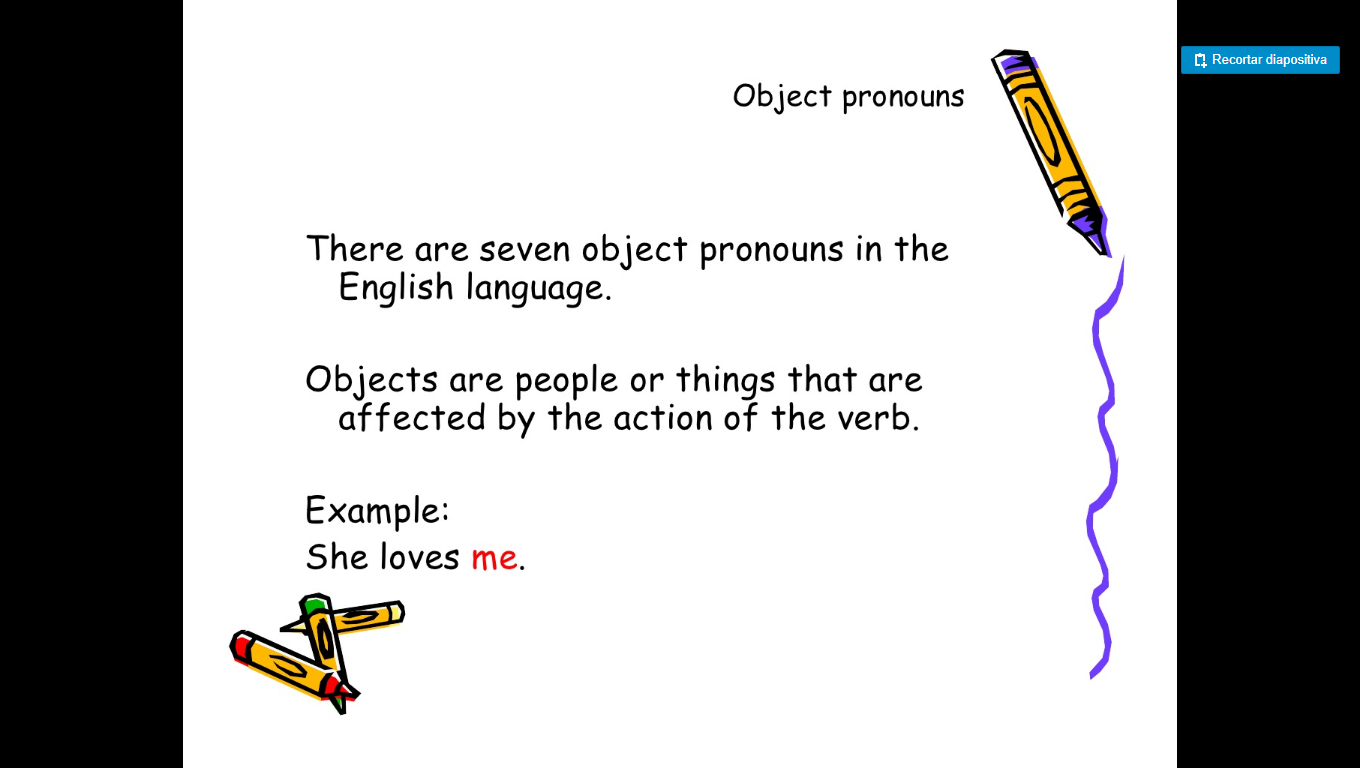 Recortar diapositiva
Object pronouns
There are seven object pronouns in the
English language.
Objects are people or things that are
affected by the action of the verb.
Example:
She loves me.